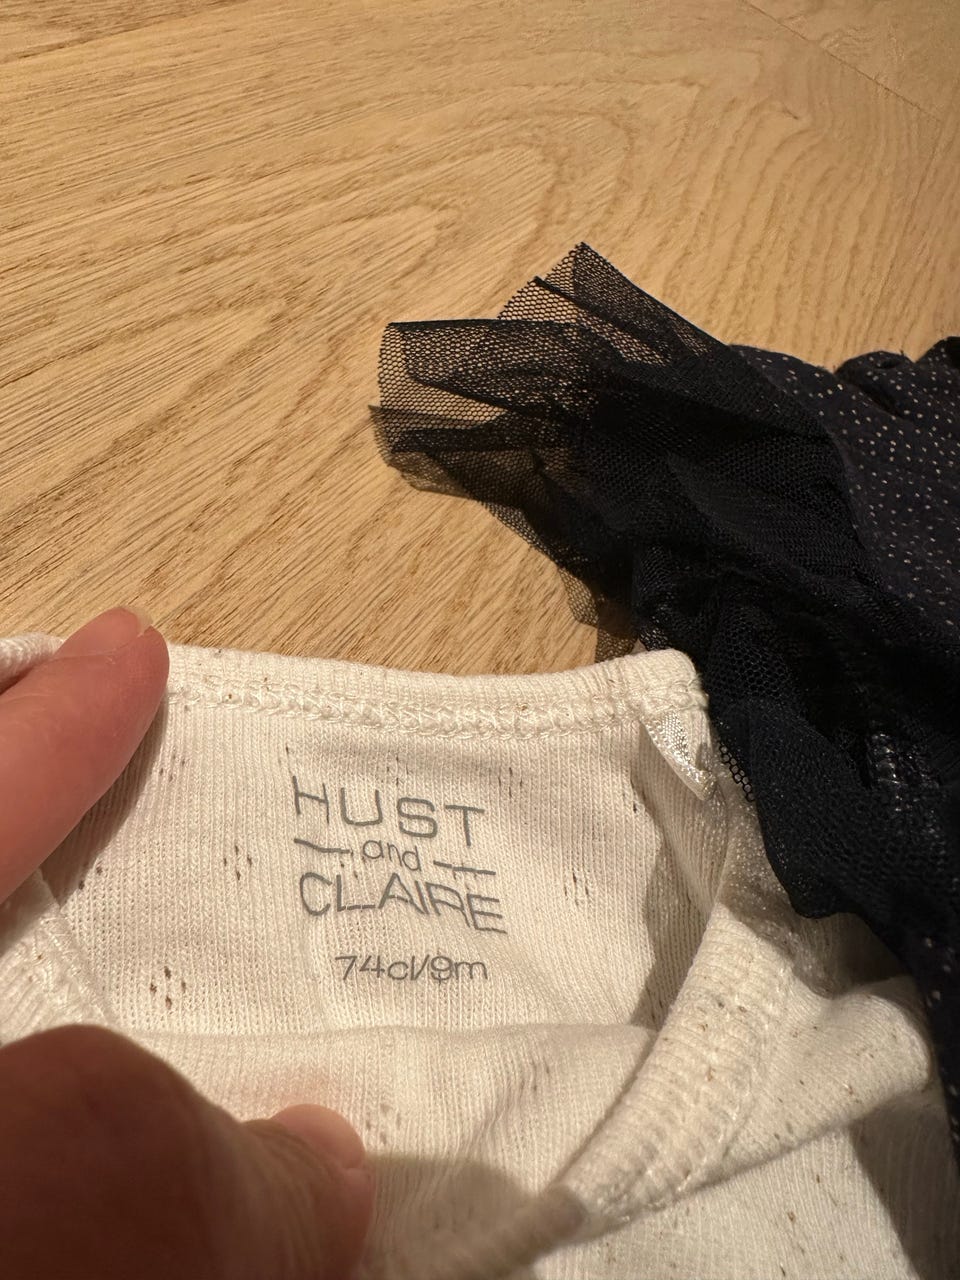 HUST
and
CLAIRE
74cl/9m